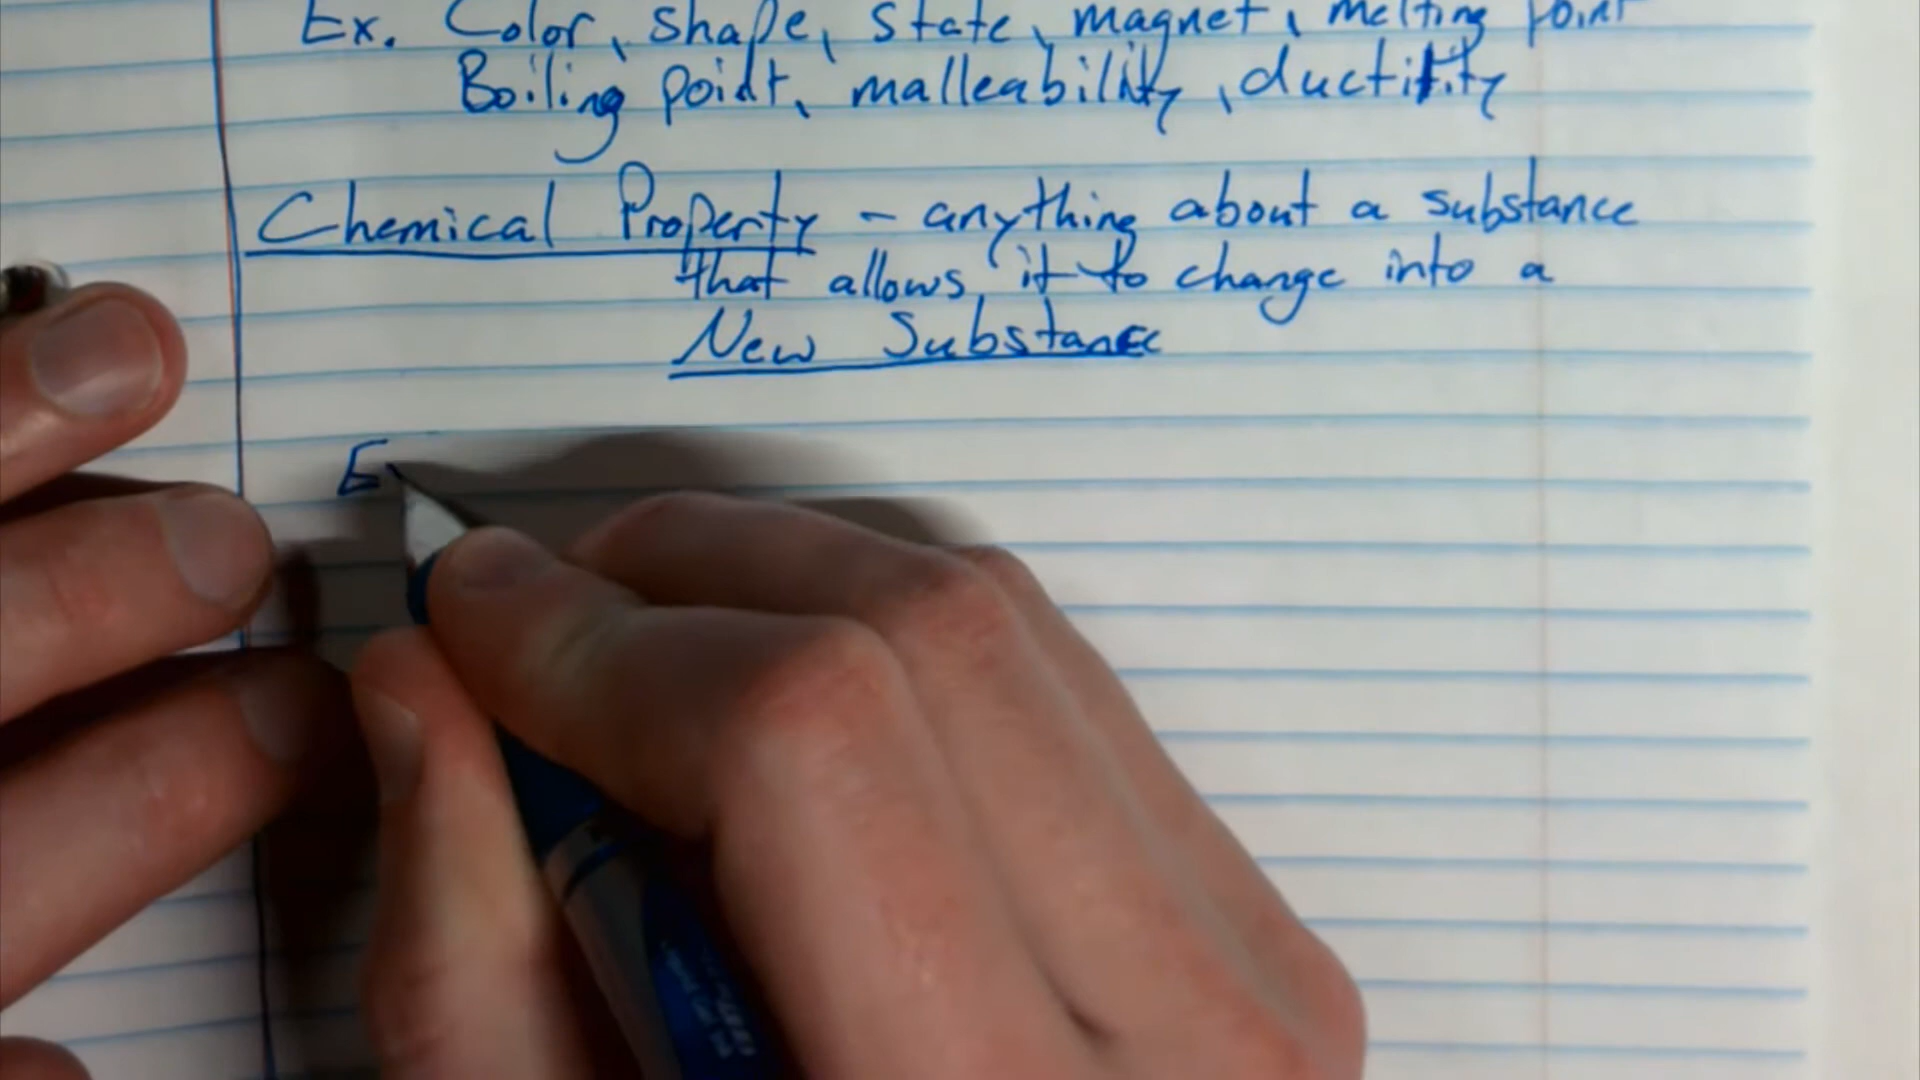 Ex. Color, shape, state, magnet, melting point
Boiling point, malleability, ductility
Chemical Property - anything about a substance
that allows it to change into a
New Substance
E